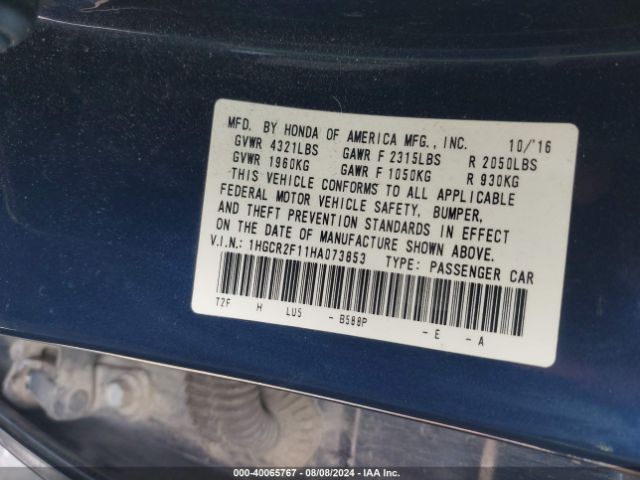 MFD. BY HONDA OF AMERICA MFG., INC. 10/'16
GVWR 4321LBS GAWR F 2315LBS R 2050LBS
GVWR 1960KG GAWR F 1050KG R 930KG
THIS VEHICLE CONFORMS TO ALL APPLICABLE
FEDERAL MOTOR VEHICLE SAFETY, BUMPER,
AND THEFT PREVENTION STANDARDS IN EFFECT
ON THE DATE OF MANUFACTURE SHOWN ABOVE.
V.I.N.: 1HGCR2F11HA073853 TYPE: PASSENGER CAR
T2F H LU5 - B588P - E - A
000-40065767 - 08/08/2024 - IAA Inc.